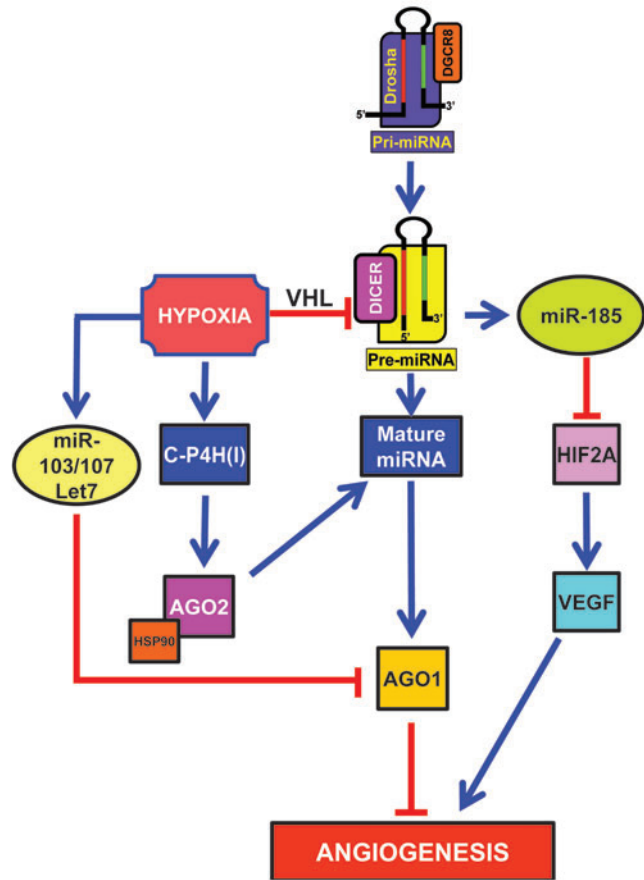 Drosha
DGCR8
5'
3'
Pri-miRNA
DICER
5'
3'
Pre-miRNA
HYPOXIA
VHL
miR-185
miR-
103/107
Let7
C-P4H(I)
Mature
miRNA
HIF2A
AGO2
HSP90
VEGF
AGO1
ANGIOGENESIS